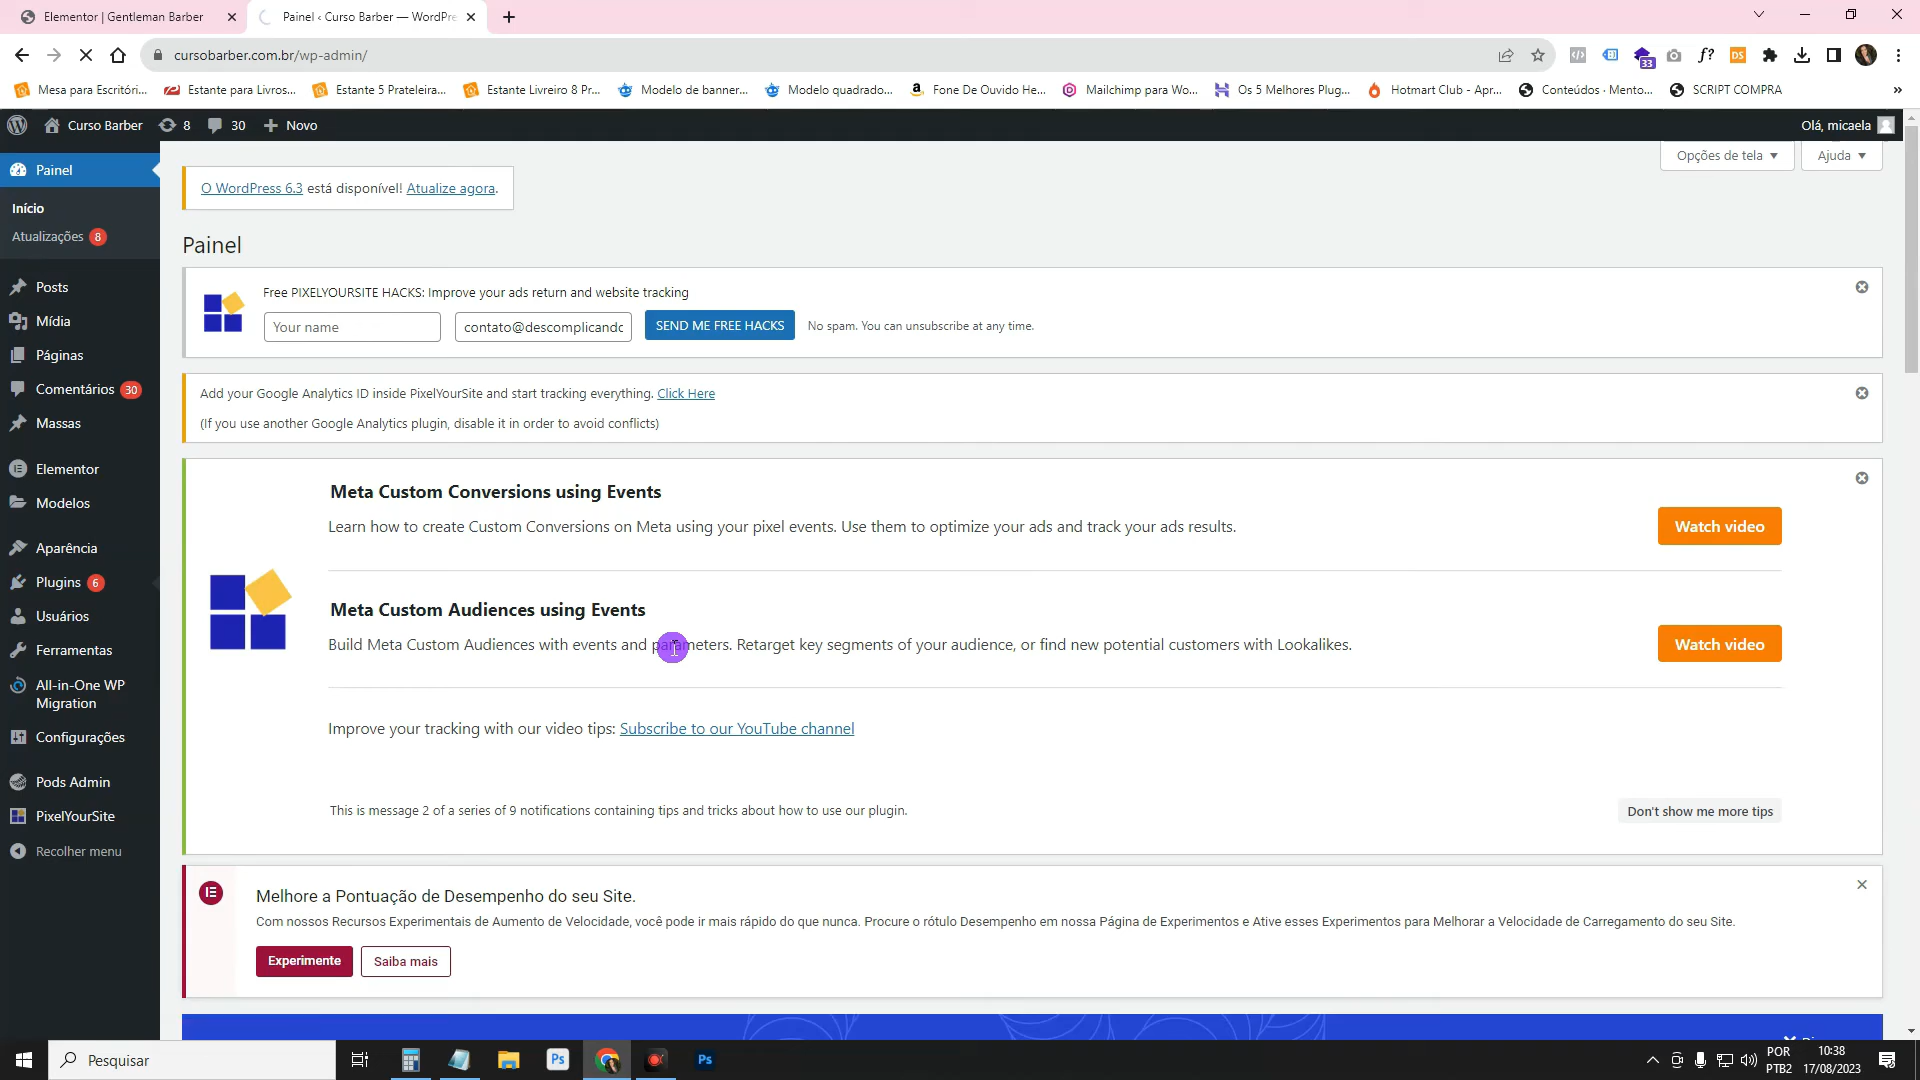 Elementor | Gentleman Barber
Painel ‹ Curso Barber — WordPre
cursobarber.com.br/wp-admin/
33
f?
DS
Mesa para Escritóri...
Estante para Livros...
Estante 5 Prateleira...
Estante Livreiro 8 Pr...
Modelo de banner...
Modelo quadrado...
Fone De Ouvido He...
Mailchimp para Wo...
Os 5 Melhores Plug...
Hotmart Club - Apr...
Conteúdos · Mento...
SCRIPT COMPRA
»
Curso Barber
8
30
Novo
Olá, micaela
Painel
Início
Atualizações 8
Posts
Mídia
Páginas
Comentários 30
Massas
Elementor
Modelos
Aparência
Plugins 6
Usuários
Ferramentas
All-in-One WP
Migration
Configurações
Pods Admin
PixelYourSite
Recolher menu
Opções de tela
Ajuda
O WordPress 6.3 está disponível! Atualize agora.
Painel
Free PIXELYOURSITE HACKS: Improve your ads return and website tracking
Your name
contato@descomplicando
SEND ME FREE HACKS
No spam. You can unsubscribe at any time.
Add your Google Analytics ID inside PixelYourSite and start tracking everything. Click Here
(If you use another Google Analytics plugin, disable it in order to avoid conflicts)
Meta Custom Conversions using Events
Learn how to create Custom Conversions on Meta using your pixel events. Use them to optimize your ads and track your ads results.
Watch video
Meta Custom Audiences using Events
Build Meta Custom Audiences with events and parameters. Retarget key segments of your audience, or find new potential customers with Lookalikes.
Watch video
Improve your tracking with our video tips: Subscribe to our YouTube channel
This is message 2 of a series of 9 notifications containing tips and tricks about how to use our plugin.
Don't show me more tips
Melhore a Pontuação de Desempenho do seu Site.
Com nossos Recursos Experimentais de Aumento de Velocidade, você pode ir mais rápido do que nunca. Procure o rótulo Desempenho em nossa Página de Experimentos e Ative esses Experimentos para Melhorar a Velocidade de Carregamento do seu Site.
Experimente
Saiba mais
Pesquisar
Ps
Ps
POR
PTB2
10:38
17/08/2023